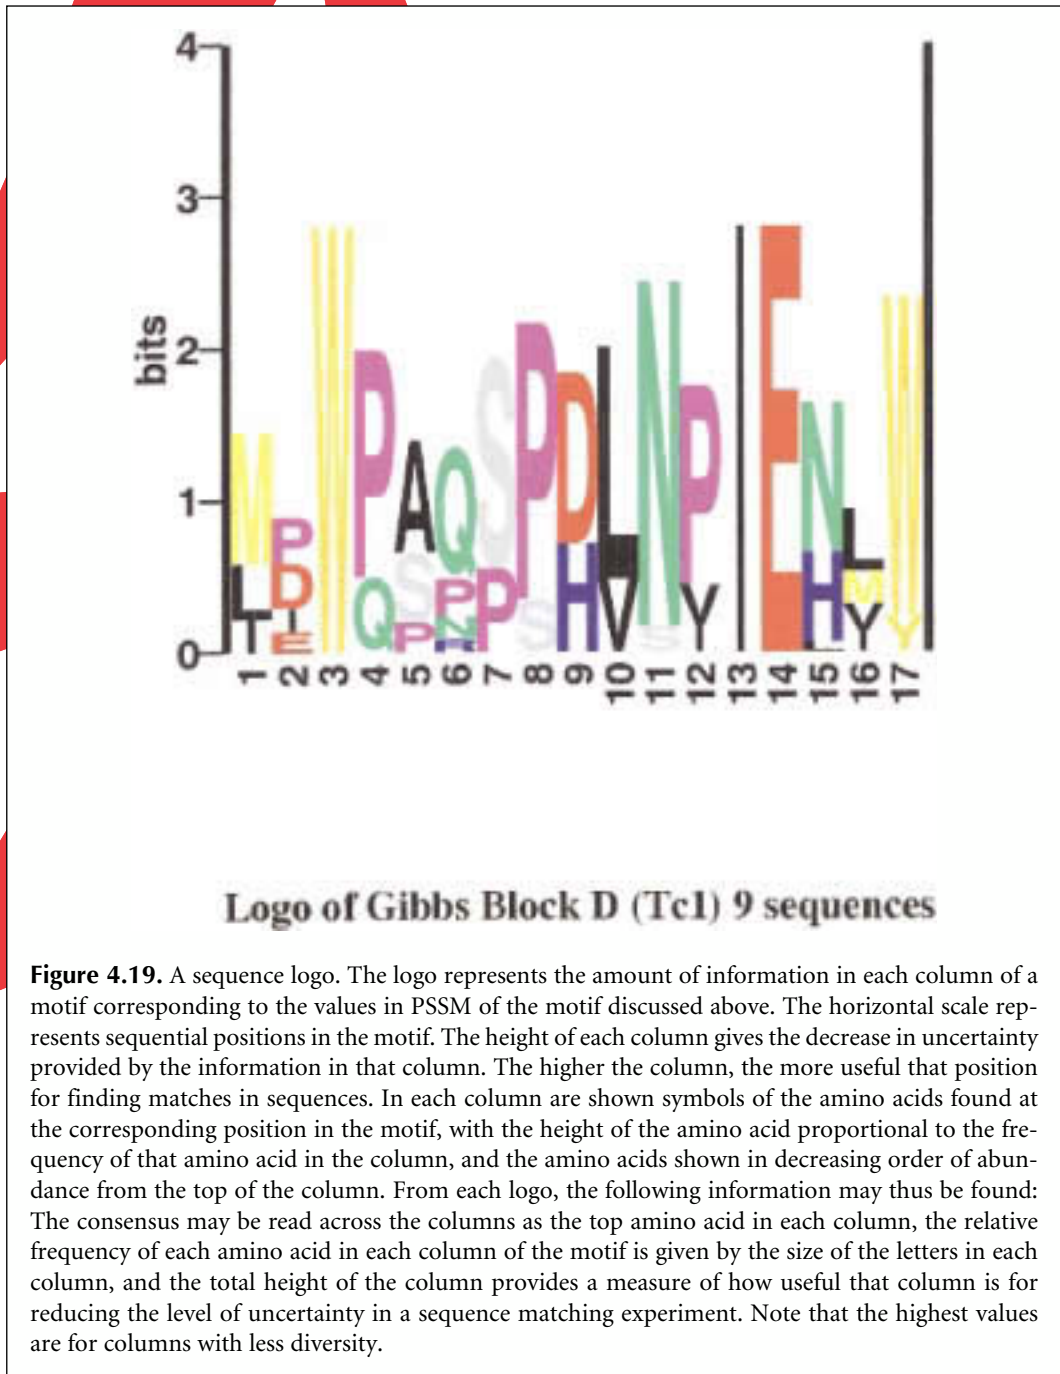 4
3
2
1
0
bits
M P W P A Q S P D L N P I E N L W
L D Q S P P S H V S Y H M Y
I I P N L Y
E H
1 2 3 4 5 6 7 8 9 10 11 12 13 14 15 16 17
Logo of Gibbs Block D (Tc1) 9 sequences
Figure 4.19. A sequence logo. The logo represents the amount of information in each column of a
motif corresponding to the values in PSSM of the motif discussed above. The horizontal scale rep-
resents sequential positions in the motif. The height of each column gives the decrease in uncertainty
provided by the information in that column. The higher the column, the more useful that position
for finding matches in sequences. In each column are shown symbols of the amino acids found at
the corresponding position in the motif, with the height of the amino acid proportional to the fre-
quency of that amino acid in the column, and the amino acids shown in decreasing order of abun-
dance from the top of the column. From each logo, the following information may thus be found:
The consensus may be read across the columns as the top amino acid in each column, the relative
frequency of each amino acid in each column of the motif is given by the size of the letters in each
column, and the total height of the column provides a measure of how useful that column is for
reducing the level of uncertainty in a sequence matching experiment. Note that the highest values
are for columns with less diversity.